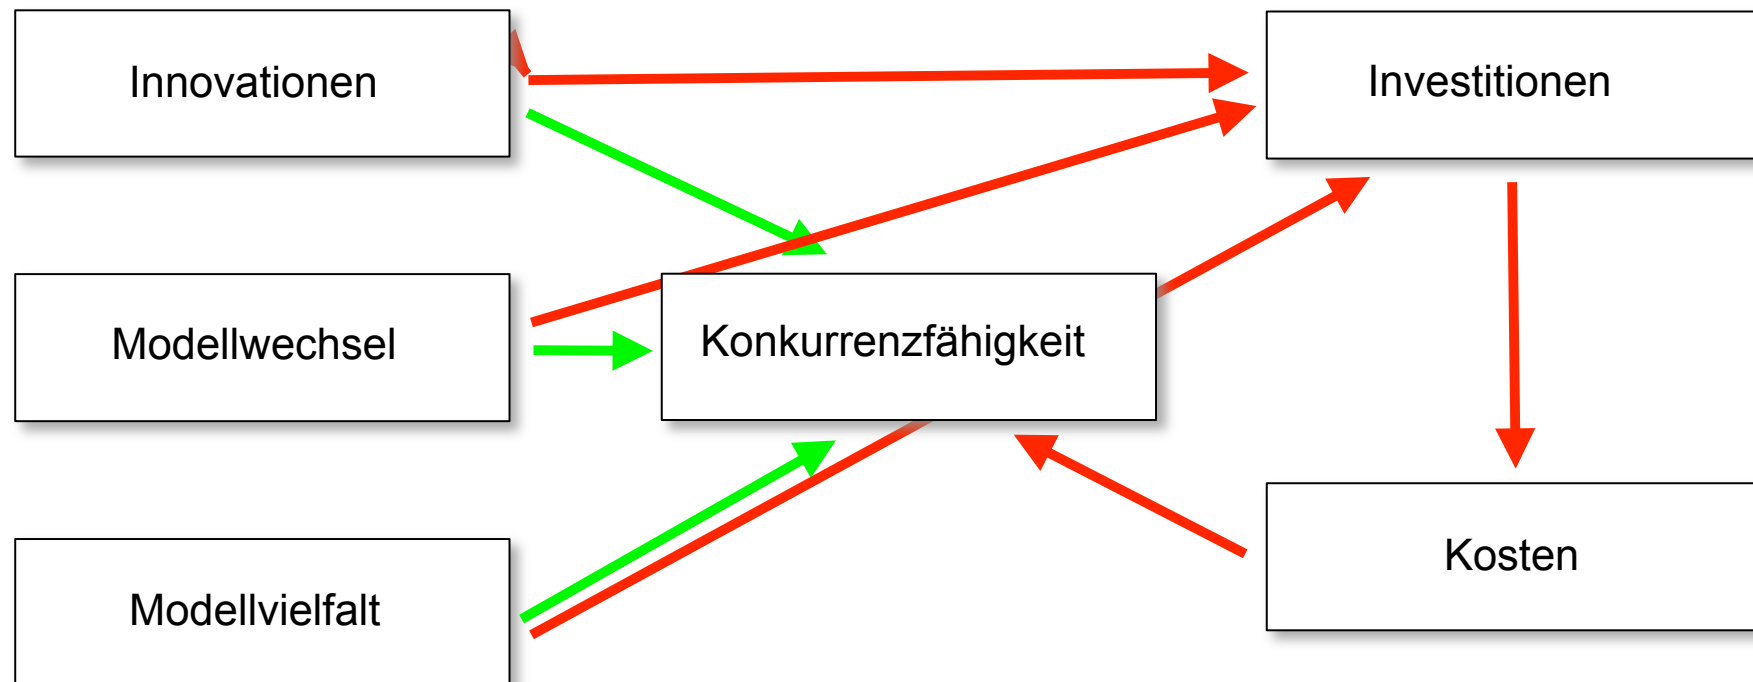 Innovationen
Investitionen
Modellwechsel
Konkurrenzfähigkeit
Kosten
Modellvielfalt